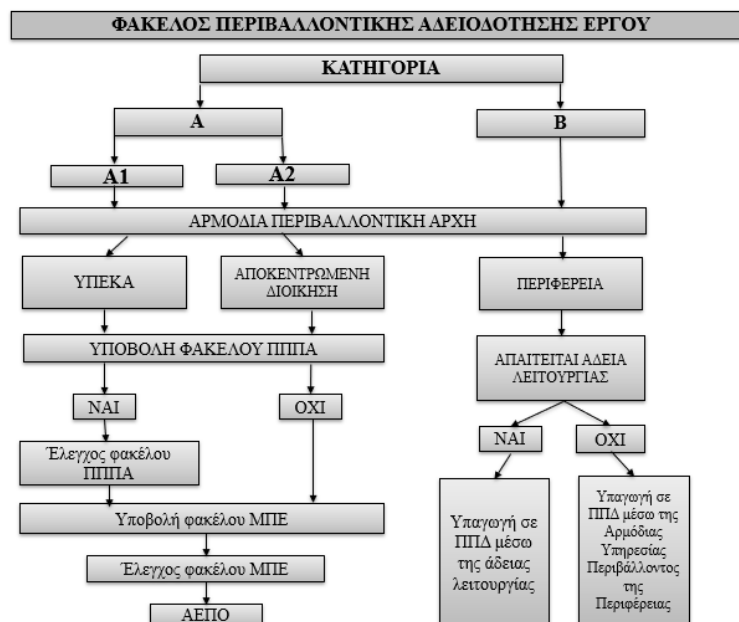 ΦΑΚΕΛΟΣ ΠΕΡΙΒΑΛΛΟΝΤΙΚΗΣ ΑΔΕΙΟΔΟΤΗΣΗΣ ΕΡΓΟΥ
ΚΑΤΗΓΟΡΙΑ
Α
Β
Α1
Α2
ΑΡΜΟΔΙΑ ΠΕΡΙΒΑΛΛΟΝΤΙΚΗ ΑΡΧΗ
ΥΠΕΚΑ
ΑΠΟΚΕΝΤΡΩΜΕΝΗ
ΔΙΟΙΚΗΣΗ
ΠΕΡΙΦΕΡΕΙΑ
ΥΠΟΒΟΛΗ ΦΑΚΕΛΟΥ ΠΠΠΑ
ΑΠΑΙΤΕΙΤΑΙ ΑΔΕΙΑ
ΛΕΙΤΟΥΡΓΙΑΣ
ΝΑΙ
ΟΧΙ
ΝΑΙ
ΟΧΙ
Έλεγχος φακέλου
ΠΠΠΑ
Υποβολή φακέλου ΜΠΕ
Έλεγχος φακέλου ΜΠΕ
ΑΕΠΟ
Υπαγωγή σε
ΠΠΔ μέσω
της άδειας
λειτουργίας
Υπαγωγή σε
ΠΠΔ μέσω της
Αρμόδιας
Υπηρεσίας
Περιβάλοντος
της
Περιφέρειας